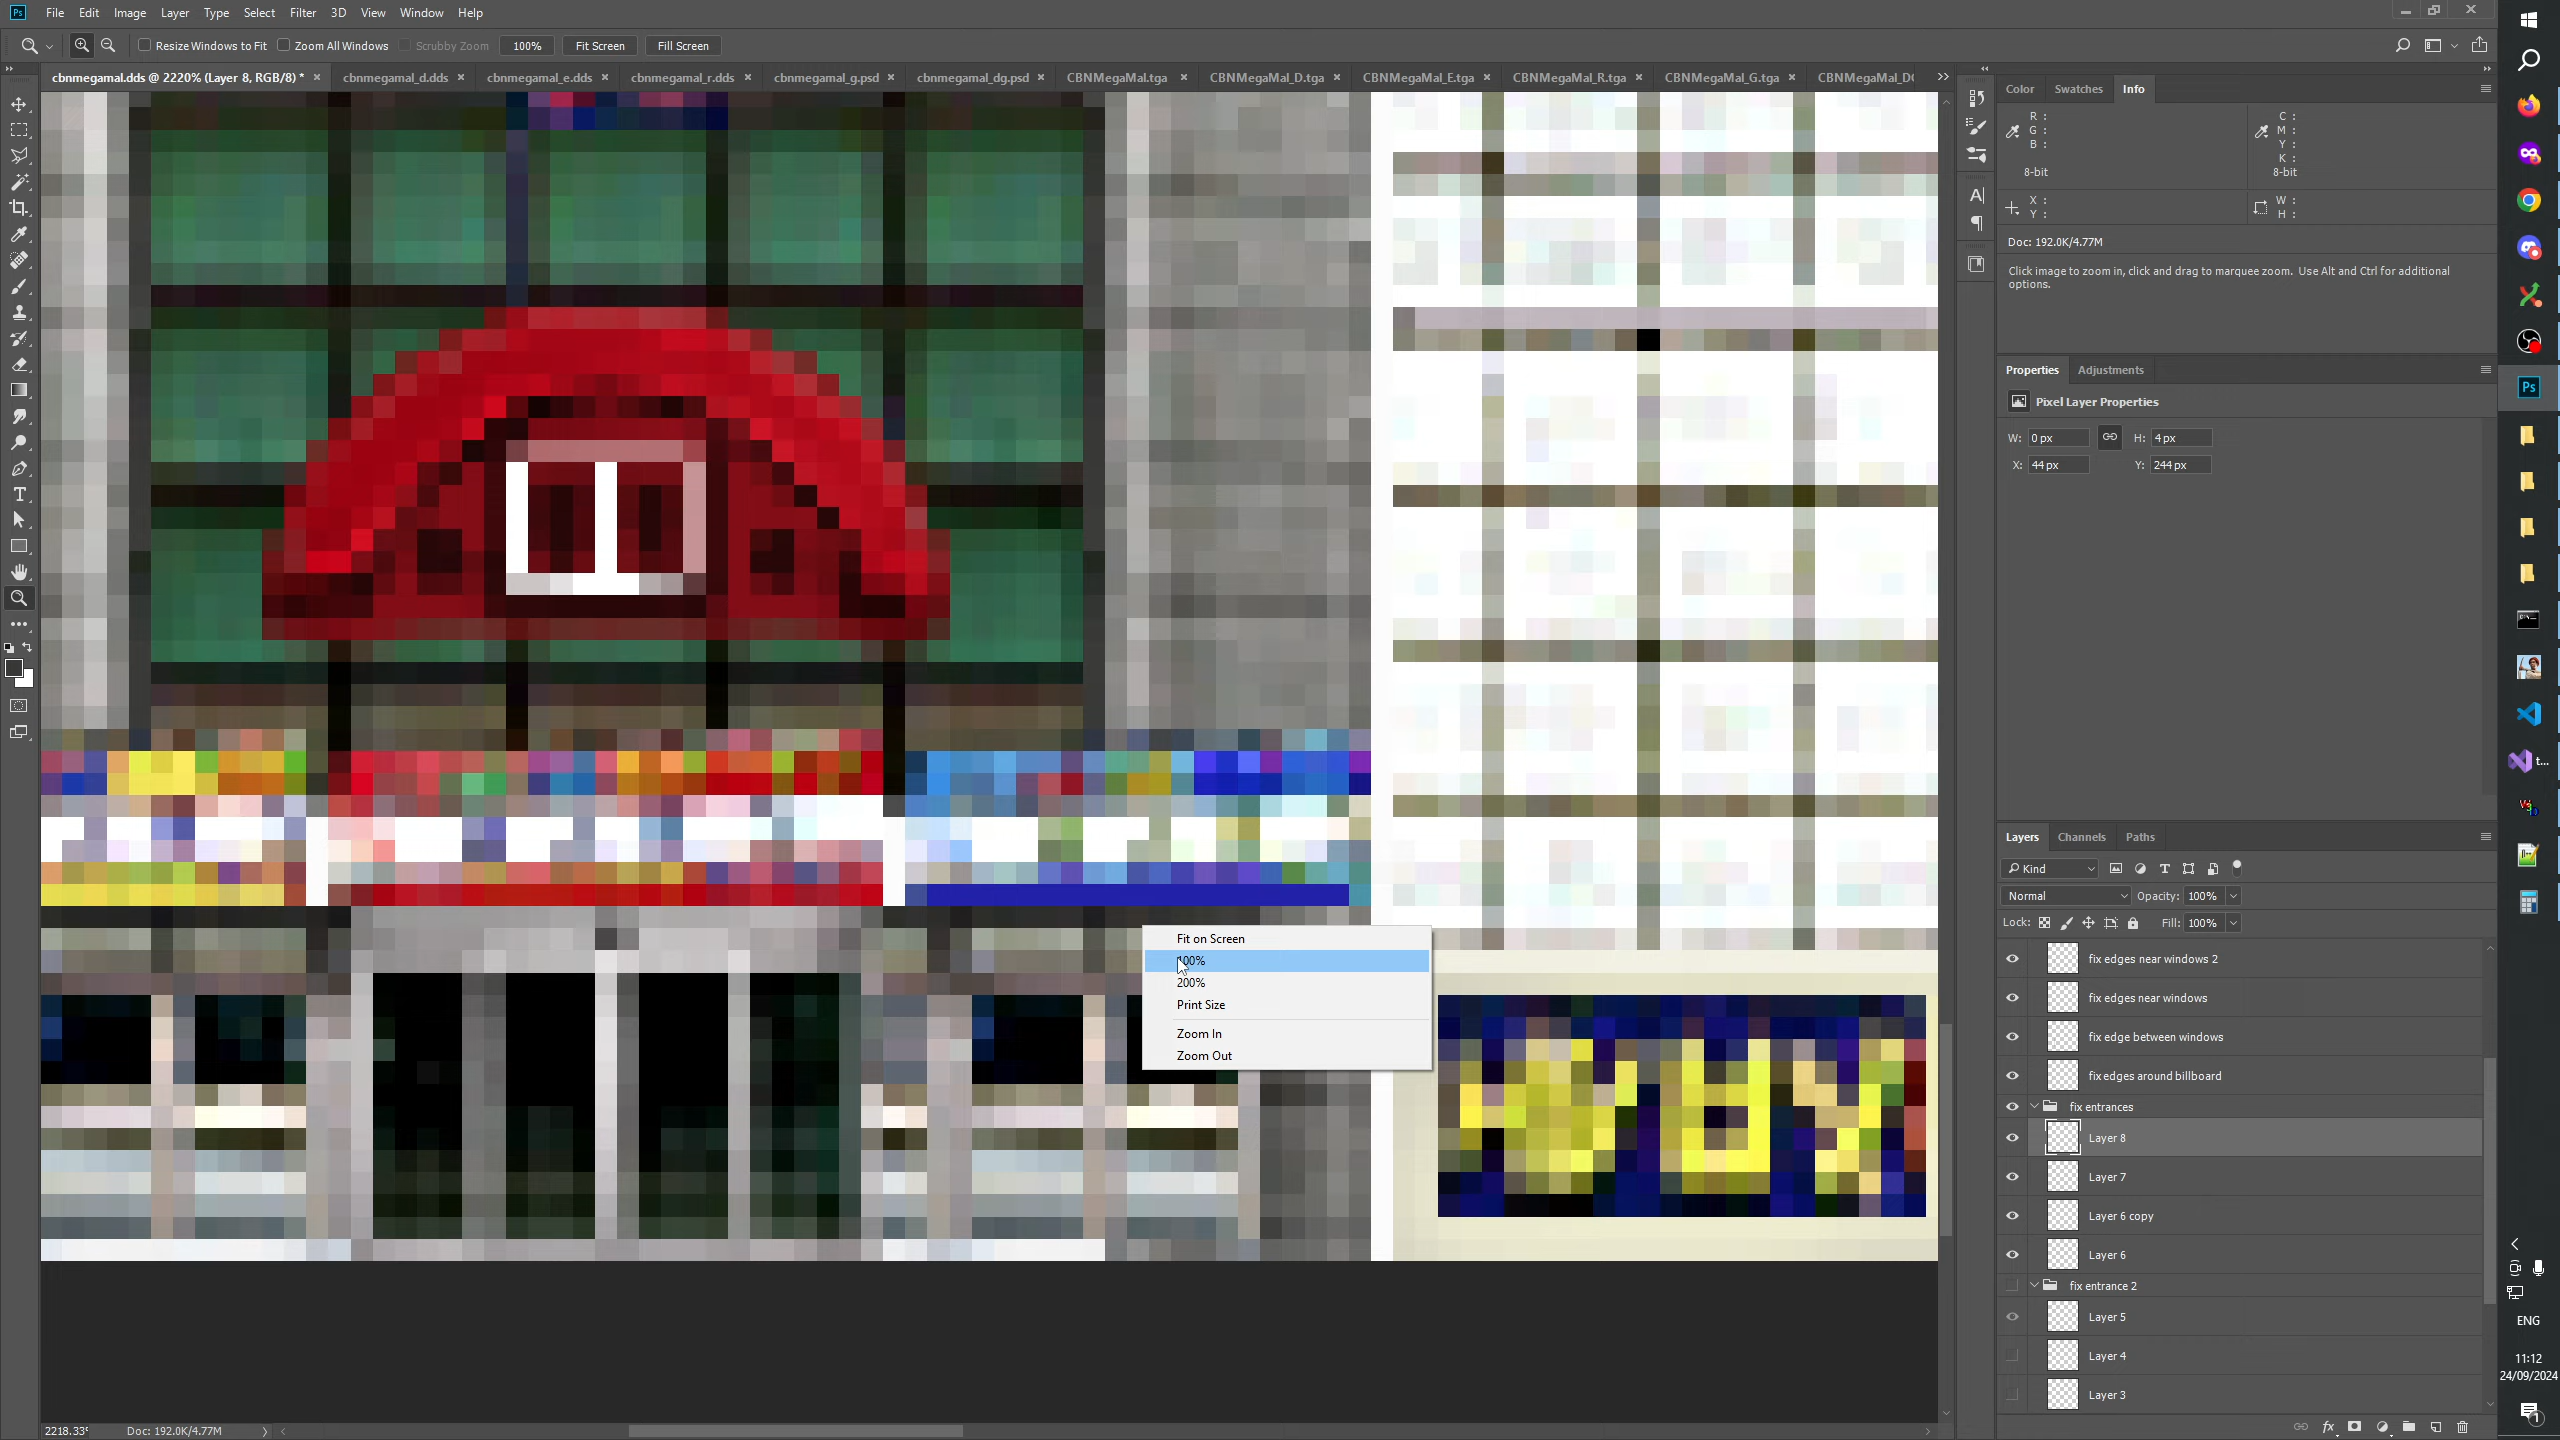 Ps File Edit Image Layer Type Select Filter 3D View Window Help
Resize Windows to Fit Zoom All Windows Scrubby Zoom 100% Fit Screen Fill Screen
cbnmegamal.dds @ 2220% (Layer 8, RGB/8) * × cbnmegamal_d.dds × cbnmegamal_e.dds × cbnmegamal_r.dds × cbnmegamal_g.psd × cbnmegamal_dg.psd × CBNMegaMal.tga × CBNMegaMal_D.tga × CBNMegaMal_E.tga × CBNMegaMal_R.tga × CBNMegaMal_G.tga ×
Color Swatches Info
R :
G :
B :
8-bit
C :
M :
Y :
K :
8-bit
X :
Y :
W :
H :
Doc: 192.0K/4.77M
Click image to zoom in, click and drag to marquee zoom. Use Alt and Ctrl for additional
options.
Properties Adjustments
Pixel Layer Properties
W: 0 px H: 4 px
X: 44 px Y: 244 px
Fit on Screen
100%
200%
Print Size
Zoom In
Zoom Out
Layers Channels Paths
Kind
Normal Opacity: 100%
Lock: Fill: 100%
fix edges near windows 2
fix edges near windows
fix edge between windows
fix edges around billboard
fix entrances
Layer 8
Layer 7
Layer 6 copy
Layer 6
fix entrance 2
Layer 5
Layer 4
Layer 3
Ps
t...
ENG
11:12
24/09/2024
1
Doc: 192.0K/4.77M